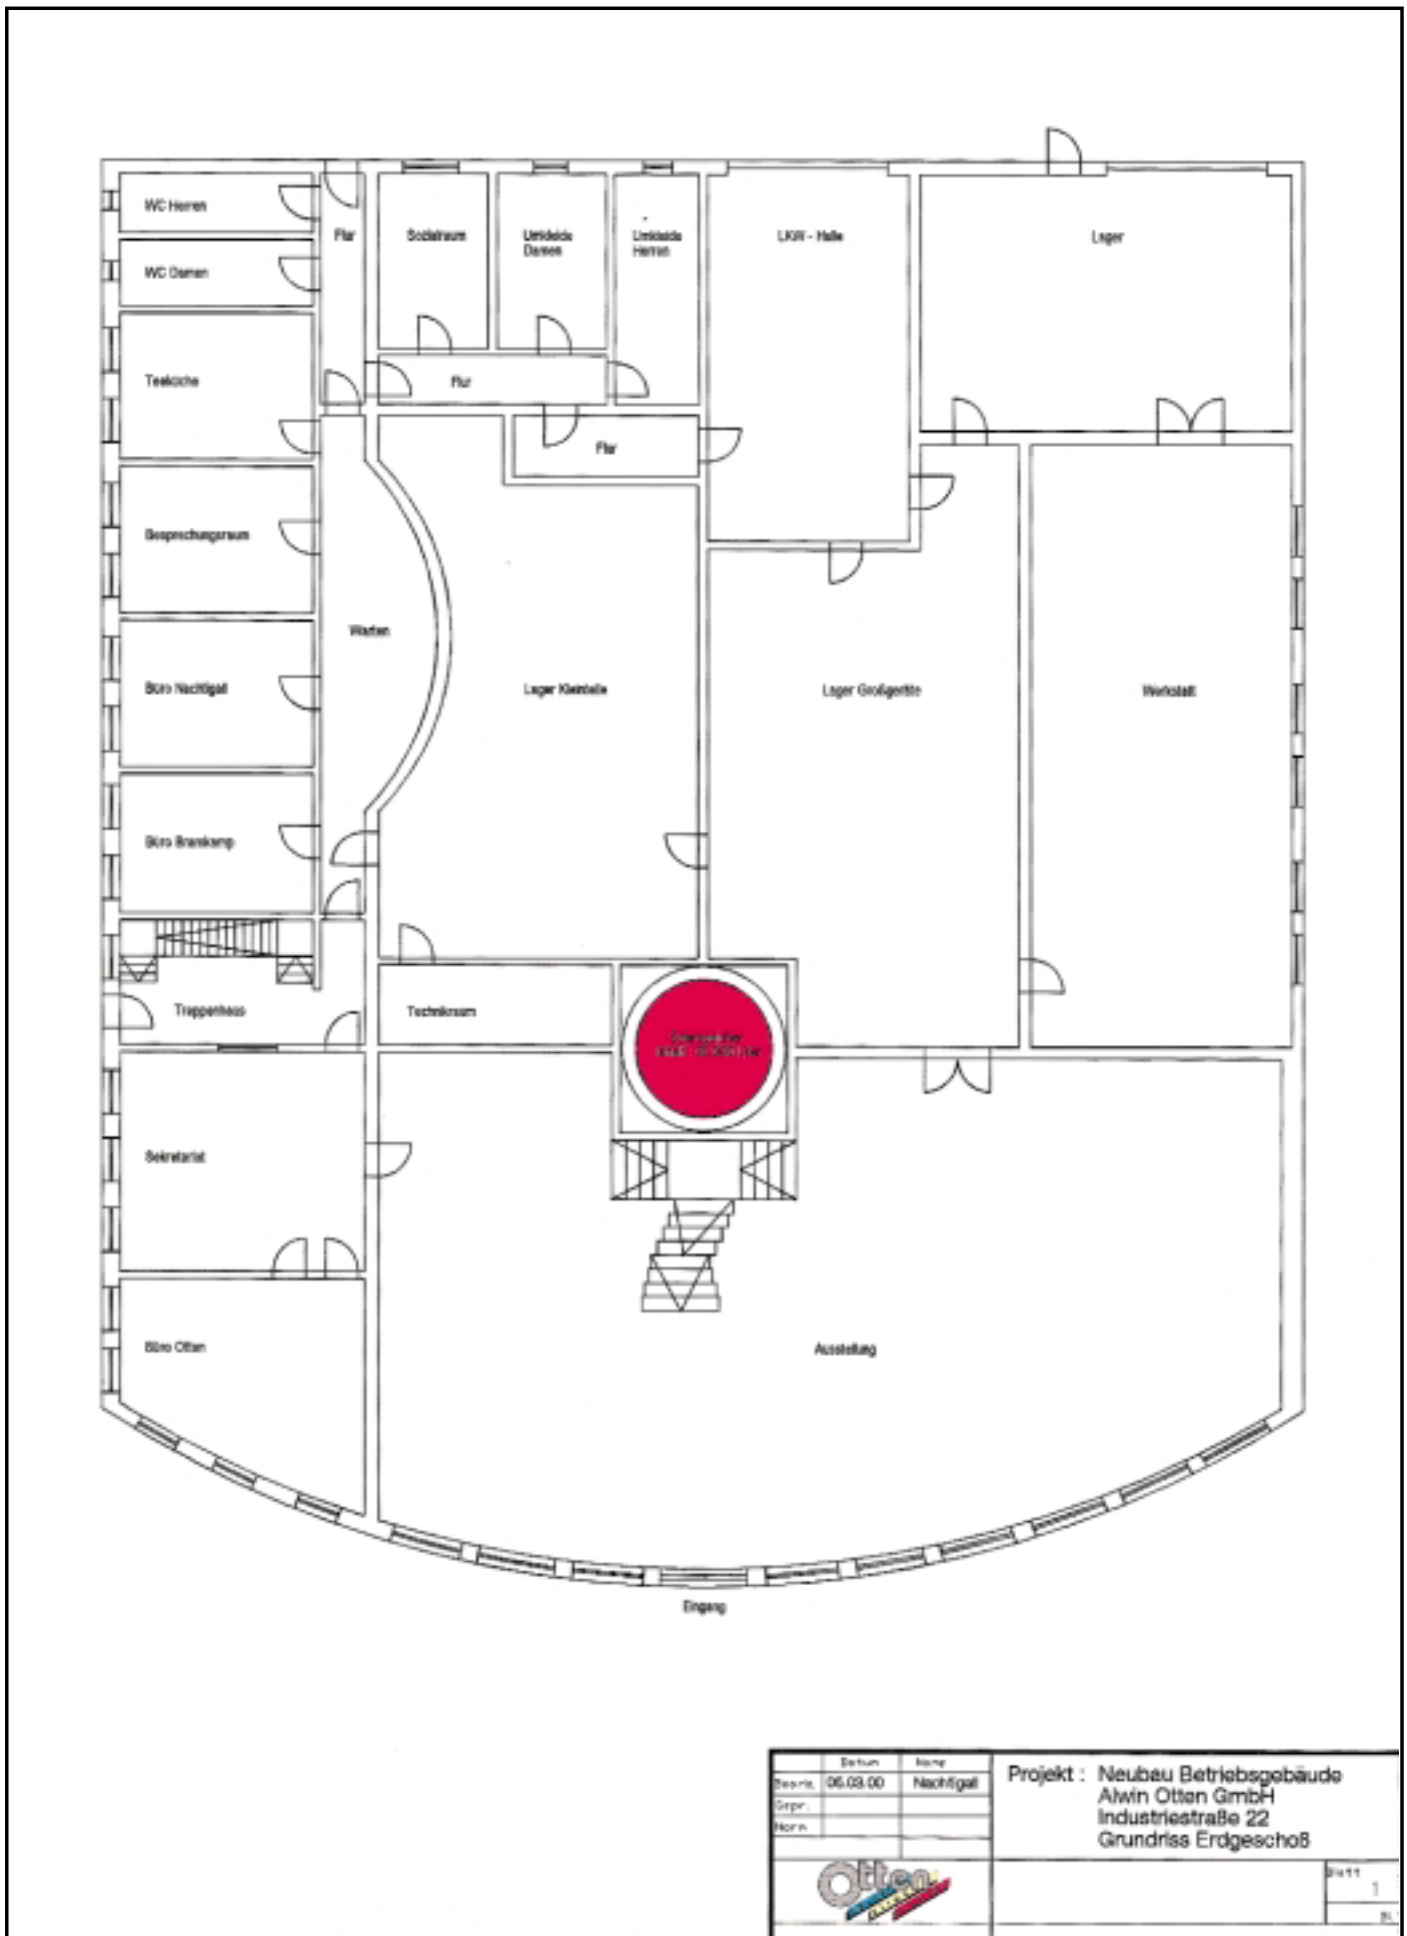 WC Herren
WC Damen
Flur
Sozialraum
Umkleide
Damen
Umkleide
Herren
LKW - Halle
Lager
Teeküche
Flur
Flur
Besprechungsraum
Warten
Büro Nachtigall
Lager Kleinteile
Lager Großgeräte
Werkstatt
Büro Branskamp
Treppenhaus
Technikraum
Sekretariat
Büro Otten
Ausstellung
Eingang
Datum Name
Bearb. 06.03.00 Nachtigall
Gepr.
Norm
Projekt : Neubau Betriebsgebäude
Alwin Otten GmbH
Industriestraße 22
Grundriss Erdgeschoß
Otten
Blatt
1
Bl.